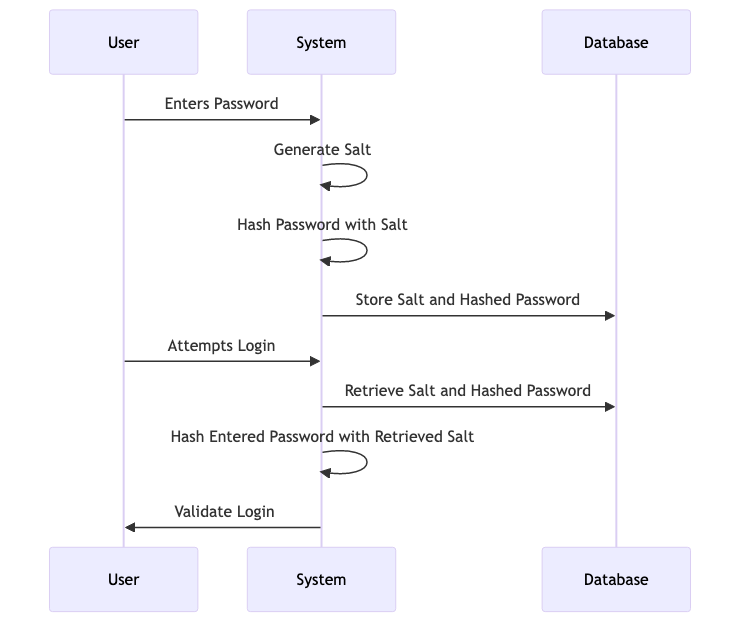 User
System
Database
Enters Password
Generate Salt
Hash Password with Salt
Store Salt and Hashed Password
Attempts Login
Retrieve Salt and Hashed Password
Hash Entered Password with Retrieved Salt
Validate Login
User
System
Database